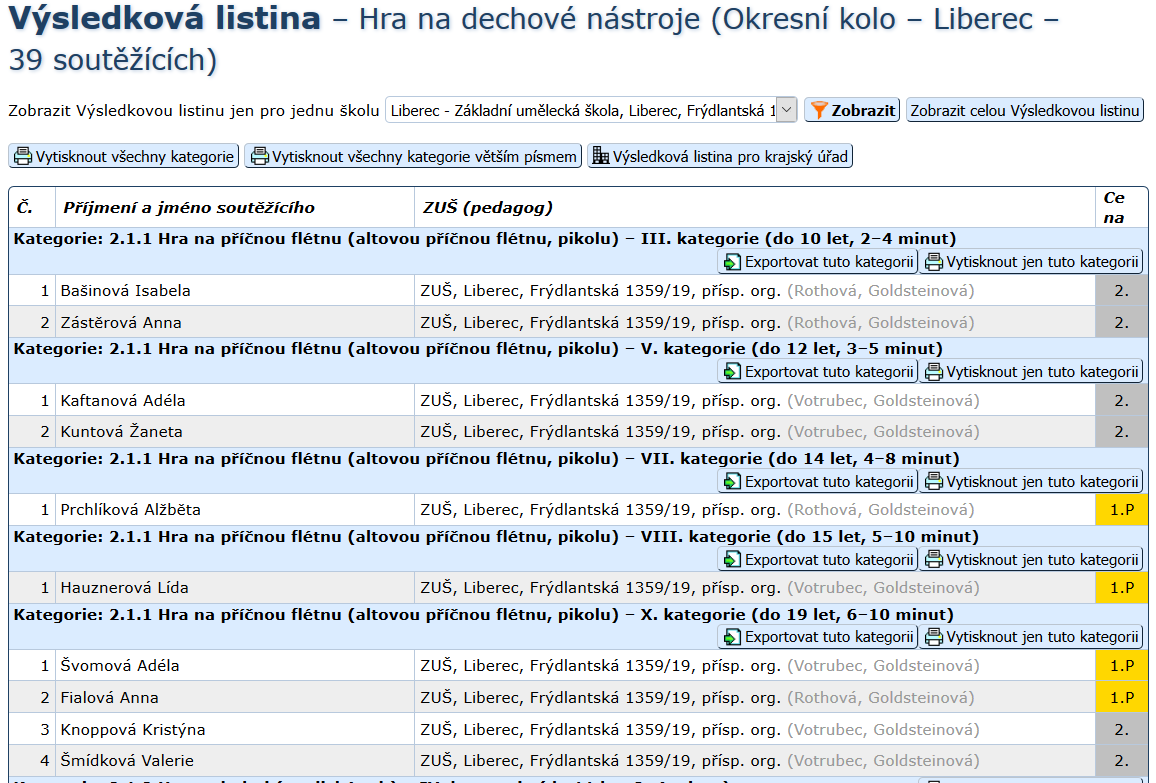 Výsledková listina – Hra na dechové nástroje (Okresní kolo – Liberec –
39 soutěžících)
Zobrazit Výsledkovou listinu jen pro jednu školu Liberec - Základní umělecká škola, Liberec, Frýdlantská 1 Zobrazit Zobrazit celou Výsledkovou listinu
Vytisknout všechny kategorie Vytisknout všechny kategorie větším písmem Výsledková listina pro krajský úřad
Č. Příjmení a jméno soutěžícího ZUŠ (pedagog) Ce
na
Kategorie: 2.1.1 Hra na příčnou flétnu (altovou příčnou flétnu, pikolu) – III. kategorie (do 10 let, 2–4 minut)
Exportovat tuto kategorii Vytisknout jen tuto kategorii
1 Bašinová Isabela ZUŠ, Liberec, Frýdlantská 1359/19, přísp. org. (Rothová, Goldsteinová) 2.
2 Zástěrová Anna ZUŠ, Liberec, Frýdlantská 1359/19, přísp. org. (Rothová, Goldsteinová) 2.
Kategorie: 2.1.1 Hra na příčnou flétnu (altovou příčnou flétnu, pikolu) – V. kategorie (do 12 let, 3–5 minut)
Exportovat tuto kategorii Vytisknout jen tuto kategorii
1 Kaftanová Adéla ZUŠ, Liberec, Frýdlantská 1359/19, přísp. org. (Votrubec, Goldsteinová) 2.
2 Kuntová Žaneta ZUŠ, Liberec, Frýdlantská 1359/19, přísp. org. (Votrubec, Goldsteinová) 2.
Kategorie: 2.1.1 Hra na příčnou flétnu (altovou příčnou flétnu, pikolu) – VII. kategorie (do 14 let, 4–8 minut)
Exportovat tuto kategorii Vytisknout jen tuto kategorii
1 Prchlíková Alžběta ZUŠ, Liberec, Frýdlantská 1359/19, přísp. org. (Rothová, Goldsteinová) 1.P
Kategorie: 2.1.1 Hra na příčnou flétnu (altovou příčnou flétnu, pikolu) – VIII. kategorie (do 15 let, 5–10 minut)
Exportovat tuto kategorii Vytisknout jen tuto kategorii
1 Hauznerová Lída ZUŠ, Liberec, Frýdlantská 1359/19, přísp. org. (Votrubec, Goldsteinová) 1.P
Kategorie: 2.1.1 Hra na příčnou flétnu (altovou příčnou flétnu, pikolu) – X. kategorie (do 19 let, 6–10 minut)
Exportovat tuto kategorii Vytisknout jen tuto kategorii
1 Švomová Adéla ZUŠ, Liberec, Frýdlantská 1359/19, přísp. org. (Votrubec, Goldsteinová) 1.P
2 Fialová Anna ZUŠ, Liberec, Frýdlantská 1359/19, přísp. org. (Rothová, Goldsteinová) 1.P
3 Knoppová Kristýna ZUŠ, Liberec, Frýdlantská 1359/19, přísp. org. (Votrubec, Goldsteinová) 2.
4 Šmídková Valerie ZUŠ, Liberec, Frýdlantská 1359/19, přísp. org. (Votrubec, Goldsteinová) 2.